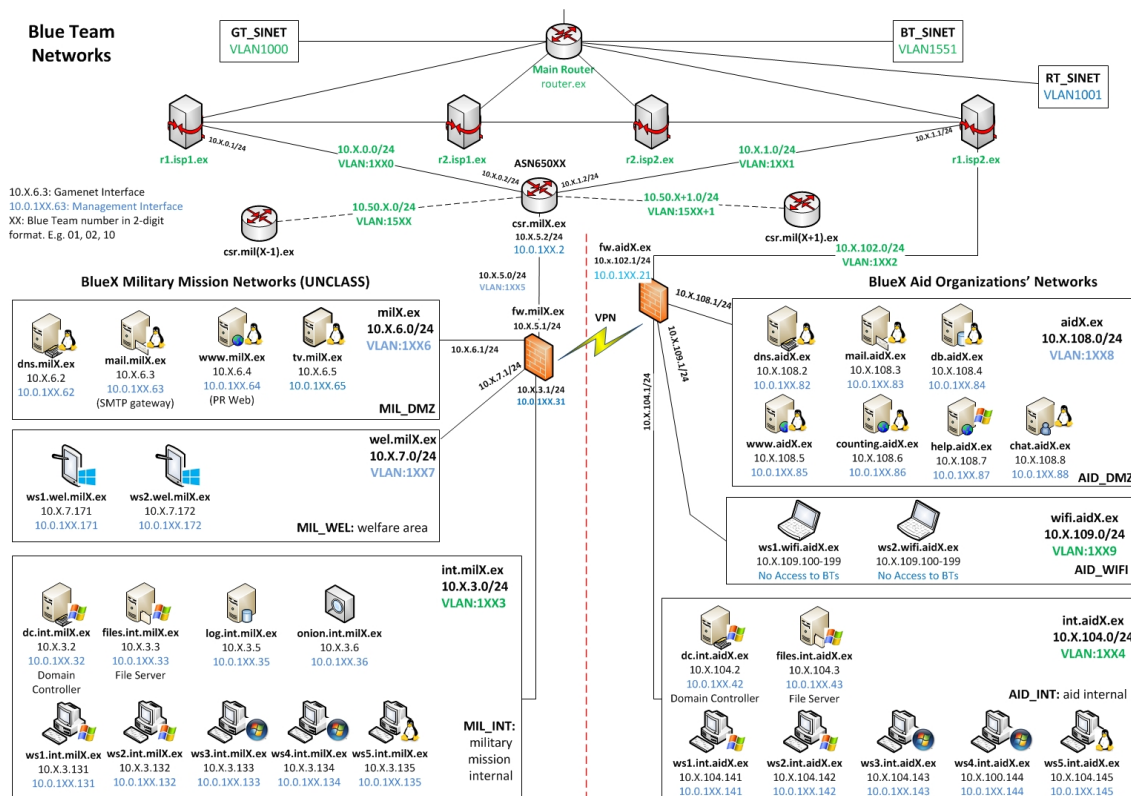 Blue Team
Networks
GT_SINET
VLAN1000
BT_SINET
VLAN1551
RT_SINET
VLAN1001
Main Router
router.ex
r1.isp1.ex
r2.isp1.ex
r2.isp2.ex
r1.isp2.ex
10.X.0.1/24
10.X.1.1/24
10.X.0.0/24
VLAN:1XX0
10.X.1.0/24
VLAN:1XX1
ASN650XX
10.X.0.2/24
10.X.1.2/24
10.X.6.3: Gamenet Interface
10.0.1XX.63: Management Interface
XX: Blue Team number in 2-digit
format. E.g. 01, 02, 10
10.50.X.0/24
VLAN:15XX
10.50.X+1.0/24
VLAN:15XX+1
csr.mil(X-1).ex
csr.milX.ex
10.X.5.2/24
10.0.1XX.2
csr.mil(X+1).ex
10.X.102.0/24
VLAN:1XX2
fw.aidX.ex
10.X.102.1/24
10.0.1XX.21
10.X.5.0/24
VLAN:1XX5
BlueX Military Mission Networks (UNCLASS)
BlueX Aid Organizations' Networks
fw.milX.ex
10.X.5.1/24
VPN
10.X.6.1/24
10.X.7.1/24
10.X.3.1/24
10.0.1XX.31
10.X.108.1/24
10.X.109.1/24
10.X.104.1/24
milX.ex
10.X.6.0/24
VLAN:1XX6
dns.milX.ex
10.X.6.2
10.0.1XX.62
mail.milX.ex
10.X.6.3
10.0.1XX.63
(SMTP gateway)
www.milX.ex
10.X.6.4
10.0.1XX.64
(PR Web)
tv.milX.ex
10.X.6.5
10.0.1XX.65
MIL_DMZ
wel.milX.ex
10.X.7.0/24
VLAN:1XX7
ws1.wel.milX.ex
10.X.7.171
10.0.1XX.171
ws2.wel.milX.ex
10.X.7.172
10.0.1XX.172
MIL_WEL: welfare area
int.milX.ex
10.X.3.0/24
VLAN:1XX3
dc.int.milX.ex
10.X.3.2
10.0.1XX.32
Domain
Controller
files.int.milX.ex
10.X.3.3
10.0.1XX.33
File Server
log.int.milX.ex
10.X.3.5
10.0.1XX.35
onion.int.milX.ex
10.X.3.6
10.0.1XX.36
ws1.int.milX.ex
10.X.3.131
10.0.1XX.131
ws2.int.milX.ex
10.X.3.132
10.0.1XX.132
ws3.int.milX.ex
10.X.3.133
10.0.1XX.133
ws4.int.milX.ex
10.X.3.134
10.0.1XX.134
ws5.int.milX.ex
10.X.3.135
10.0.1XX.135
MIL_INT:
military
mission
internal
aidX.ex
10.X.108.0/24
VLAN:1XX8
dns.aidX.ex
10.X.108.2
10.0.1XX.82
mail.aidX.ex
10.X.108.3
10.0.1XX.83
db.aidX.ex
10.X.108.4
10.0.1XX.84
www.aidX.ex
10.X.108.5
10.0.1XX.85
counting.aidX.ex
10.X.108.6
10.0.1XX.86
help.aidX.ex
10.X.108.7
10.0.1XX.87
chat.aidX.ex
10.X.108.8
10.0.1XX.88
AID_DMZ
wifi.aidX.ex
10.X.109.0/24
VLAN:1XX9
ws1.wifi.aidX.ex
10.X.109.100-199
No Access to BTs
ws2.wifi.aidX.ex
10.X.109.100-199
No Access to BTs
AID_WIFI
int.aidX.ex
10.X.104.0/24
VLAN:1XX4
dc.int.aidX.ex
10.X.104.2
10.0.1XX.42
Domain Controller
files.int.aidX.ex
10.X.104.3
10.0.1XX.43
File Server
AID_INT: aid internal
ws1.int.aidX.ex
10.X.104.141
10.0.1XX.141
ws2.int.aidX.ex
10.X.104.142
10.0.1XX.142
ws3.int.aidX.ex
10.X.104.143
10.0.1XX.143
ws4.int.aidX.ex
10.X.100.144
10.0.1XX.144
ws5.int.aidX.ex
10.X.104.145
10.0.1XX.145